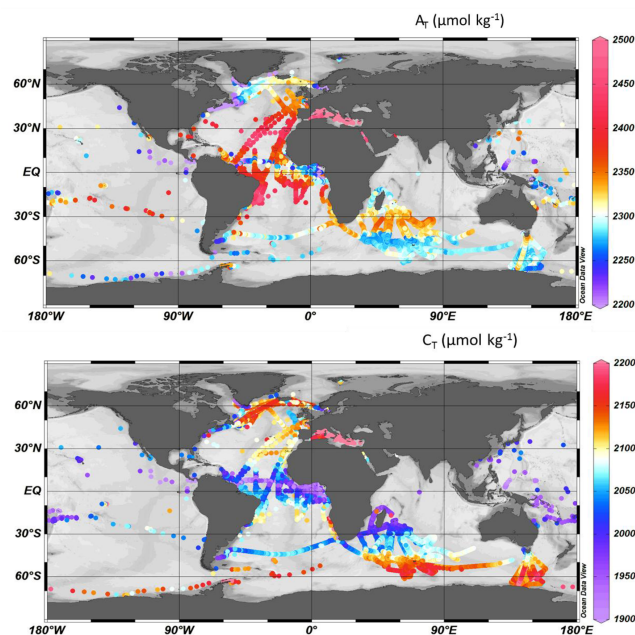 A_T (μmol kg⁻¹)
60°N
30°N
EQ
30°S
60°S
180°W
90°W
0°
90°E
180°E
Ocean Data View
2500
2450
2400
2350
2300
2250
2200
C_T (μmol kg⁻¹)
60°N
30°N
EQ
30°S
60°S
180°W
90°W
0°
90°E
180°E
Ocean Data View
2200
2150
2100
2050
2000
1950
1900